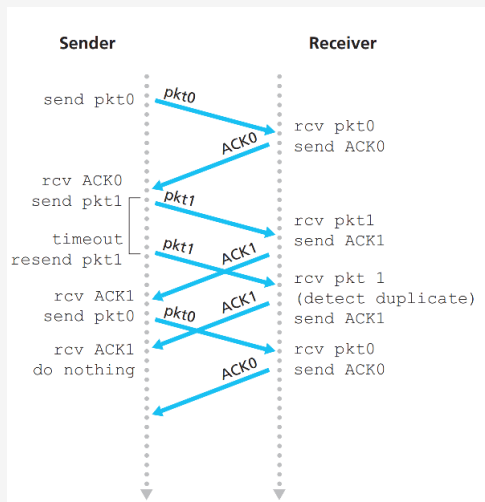 Sender
Receiver
send pkt0
pkt0
rcv pkt0
send ACK0
ACK0
rcv ACK0
send pkt1
pkt1
rcv pkt1
send ACK1
timeout
resend pkt1
pkt1
ACK1
rcv pkt 1
(detect duplicate)
send ACK1
rcv ACK1
send pkt0
pkt0
ACK1
rcv ACK1
do nothing
rcv pkt0
send ACK0
ACK0